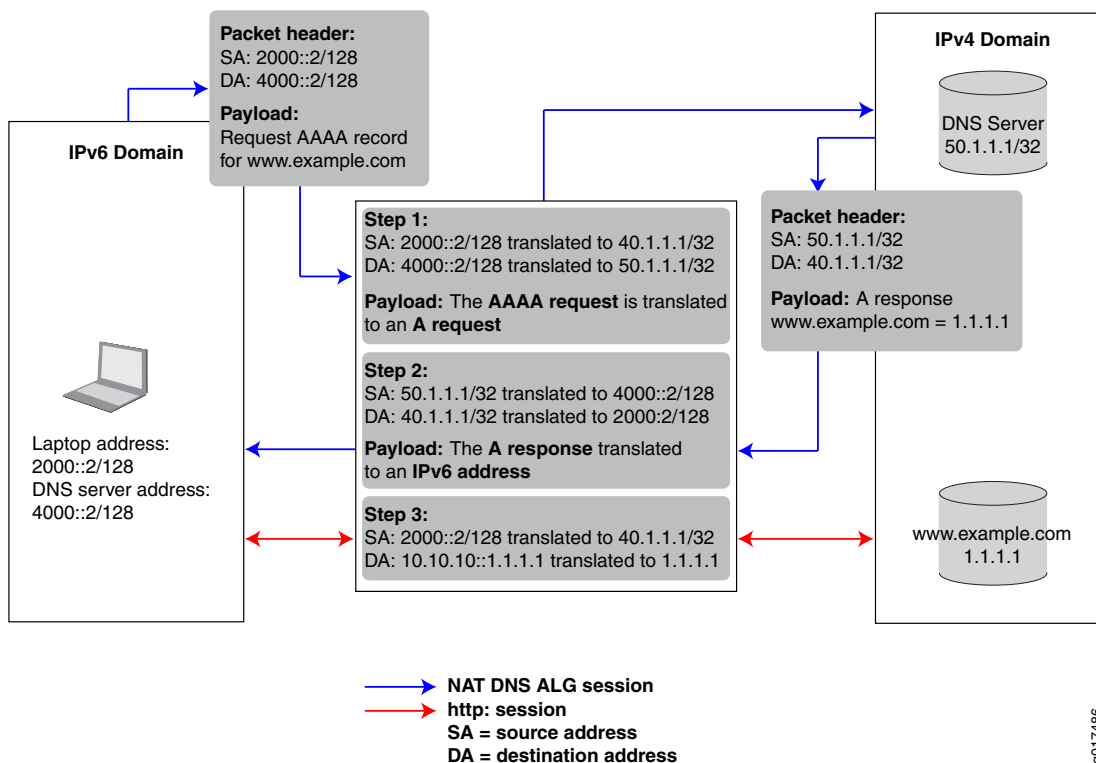 Packet header:
SA: 2000::2/128
DA: 4000::2/128
Payload:
Request AAAA record
for www.example.com
IPv6 Domain
Laptop address:
2000::2/128
DNS server address:
4000::2/128
Step 1:
SA: 2000::2/128 translated to 40.1.1.1/32
DA: 4000::2/128 translated to 50.1.1.1/32
Payload: The AAAA request is translated
to an A request
Step 2:
SA: 50.1.1.1/32 translated to 4000::2/128
DA: 40.1.1.1/32 translated to 2000:2/128
Payload: The A response translated
to an IPv6 address
Step 3:
SA: 2000::2/128 translated to 40.1.1.1/32
DA: 10.10.10::1.1.1.1 translated to 1.1.1.1
IPv4 Domain
DNS Server
50.1.1.1/32
Packet header:
SA: 50.1.1.1/32
DA: 40.1.1.1/32
Payload: A response
www.example.com = 1.1.1.1
www.example.com
1.1.1.1
NAT DNS ALG session
http: session
SA = source address
DA = destination address
g017486